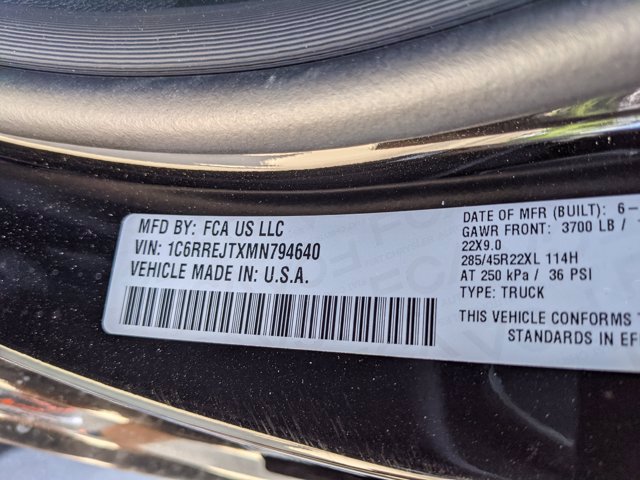 MFD BY: FCA US LLC
VIN: 1C6RREJTXMN794640
VEHICLE MADE IN: U.S.A.
DATE OF MFR (BUILT): 6-
GAWR FRONT: 3700 LB /
22X9.0
285/45R22XL 114H
AT 250 kPa / 36 PSI
TYPE: TRUCK
THIS VEHICLE CONFORMS
STANDARDS IN